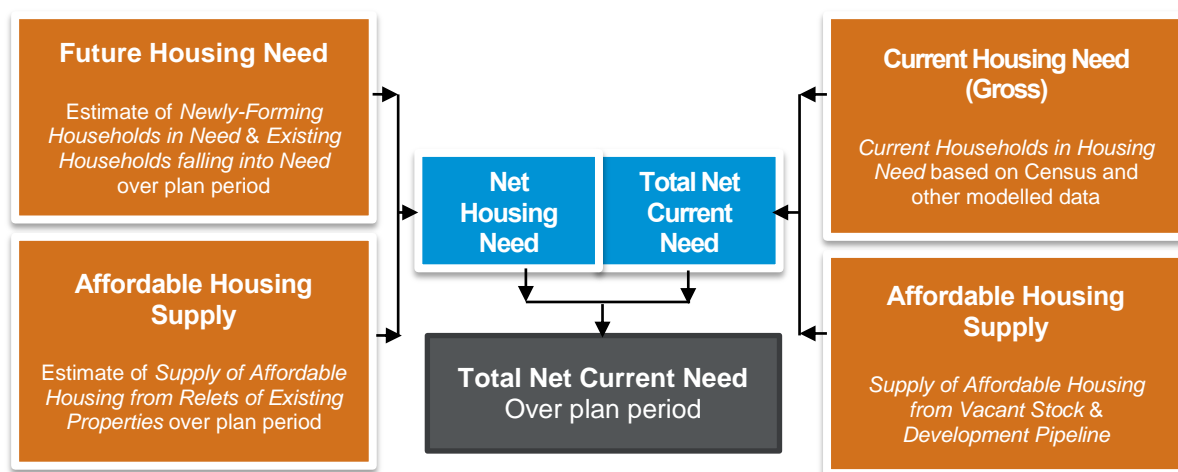 Future Housing Need
Estimate of Newly-Forming
Households in Need & Existing
Households falling into Need
over plan period
Affordable Housing
Supply
Estimate of Supply of Affordable
Housing from Relets of Existing
Properties over plan period
Net
Housing
Need
Total Net
Current
Need
Total Net Current Need
Over plan period
Current Housing Need
(Gross)
Current Households in Housing
Need based on Census and
other modelled data
Affordable Housing
Supply
Supply of Affordable Housing
from Vacant Stock &
Development Pipeline